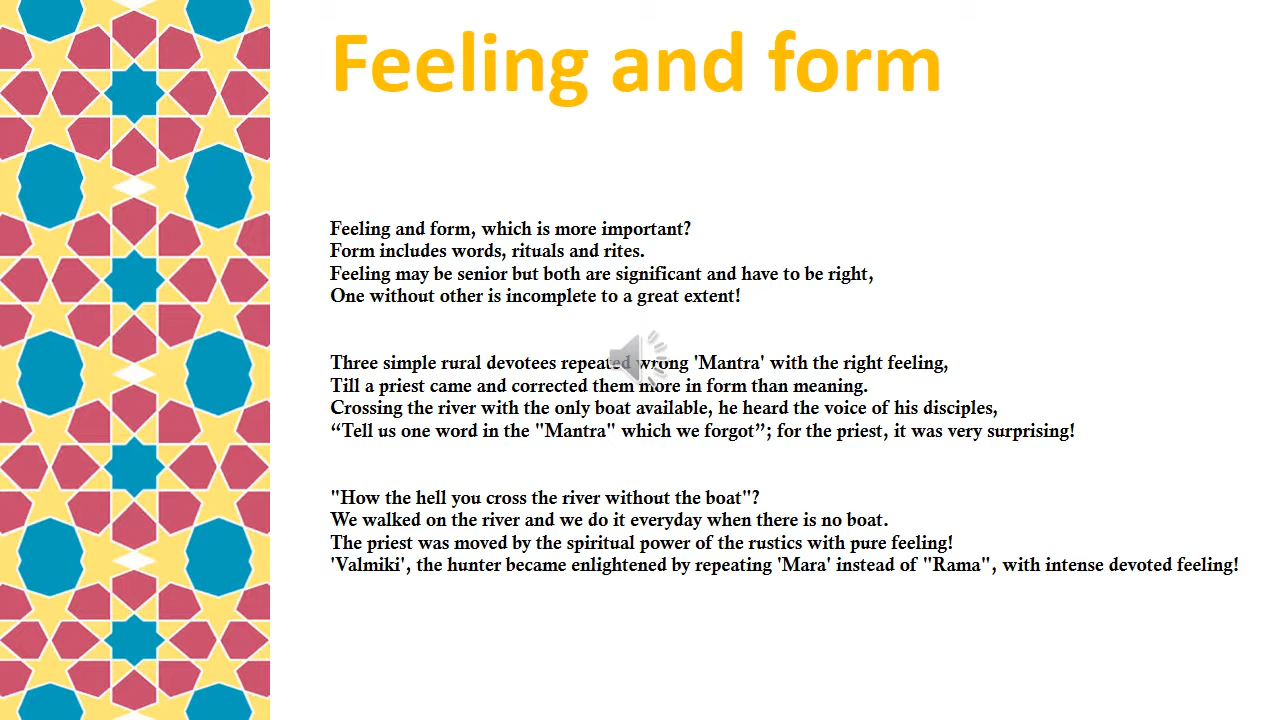 Feeling and form
Feeling and form, which is more important?
Form includes words, rituals and rites.
Feeling may be senior but both are significant and have to be right,
One without other is incomplete to a great extent!
Three simple rural devotees repeated wrong 'Mantra' with the right feeling,
Till a priest came and corrected them more in form than meaning.
Crossing the river with the only boat available, he heard the voice of his disciples,
“Tell us one word in the "Mantra" which we forgot”; for the priest, it was very surprising!
"How the hell you cross the river without the boat"?
We walked on the river and we do it everyday when there is no boat.
The priest was moved by the spiritual power of the rustics with pure feeling!
'Valmiki', the hunter became enlightened by repeating 'Mara' instead of "Rama", with intense devoted feeling!